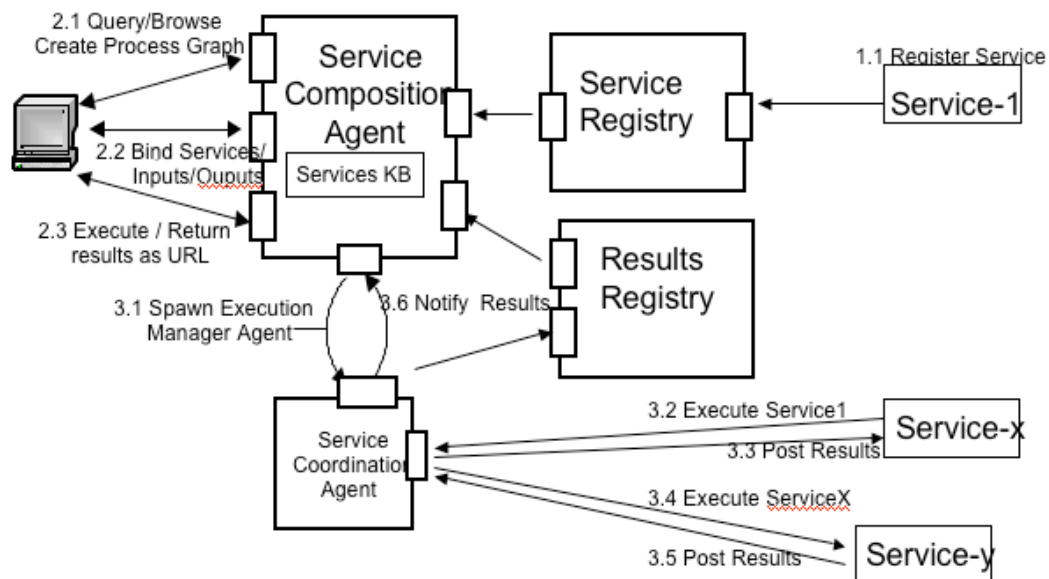 2.1 Query/Browse
Create Process Graph
Service
Composition
Agent
Services KB
Service
Registry
1.1 Register Service
Service-1
2.2 Bind Services/
Inputs/Ouputs
2.3 Execute / Return
results as URL
Results
Registry
3.1 Spawn Execution
Manager Agent
3.6 Notify Results
Service
Coordination
Agent
3.2 Execute Service1
Service-x
3.3 Post Results
3.4 Execute ServiceX
3.5 Post Results
Service-y